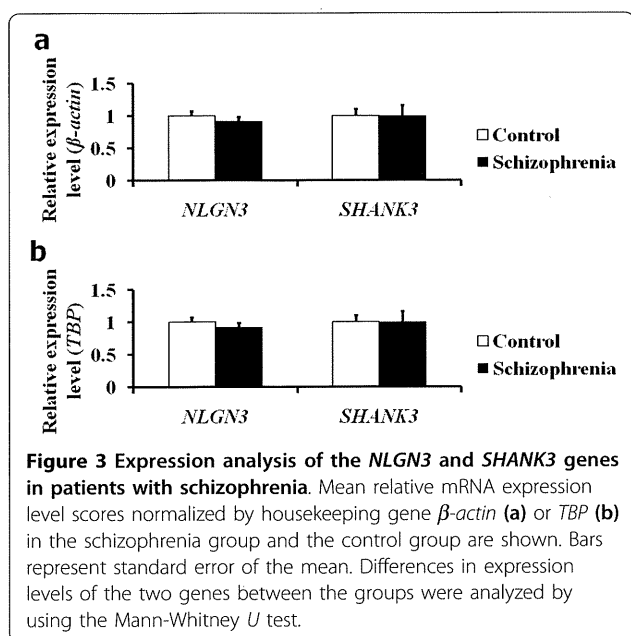 a
Relative expression
level (β-actin)
1.5
1
0.5
0
NLGN3
SHANK3
Control
Schizophrenia
b
Relative expression
level (TBP)
1.5
1
0.5
0
NLGN3
SHANK3
Control
Schizophrenia
Figure 3 Expression analysis of the NLGN3 and SHANK3 genes
in patients with schizophrenia. Mean relative mRNA expression
level scores normalized by housekeeping gene β-actin (a) or TBP (b)
in the schizophrenia group and the control group are shown. Bars
represent standard error of the mean. Differences in expression
levels of the two genes between the groups were analyzed by
using the Mann-Whitney U test.